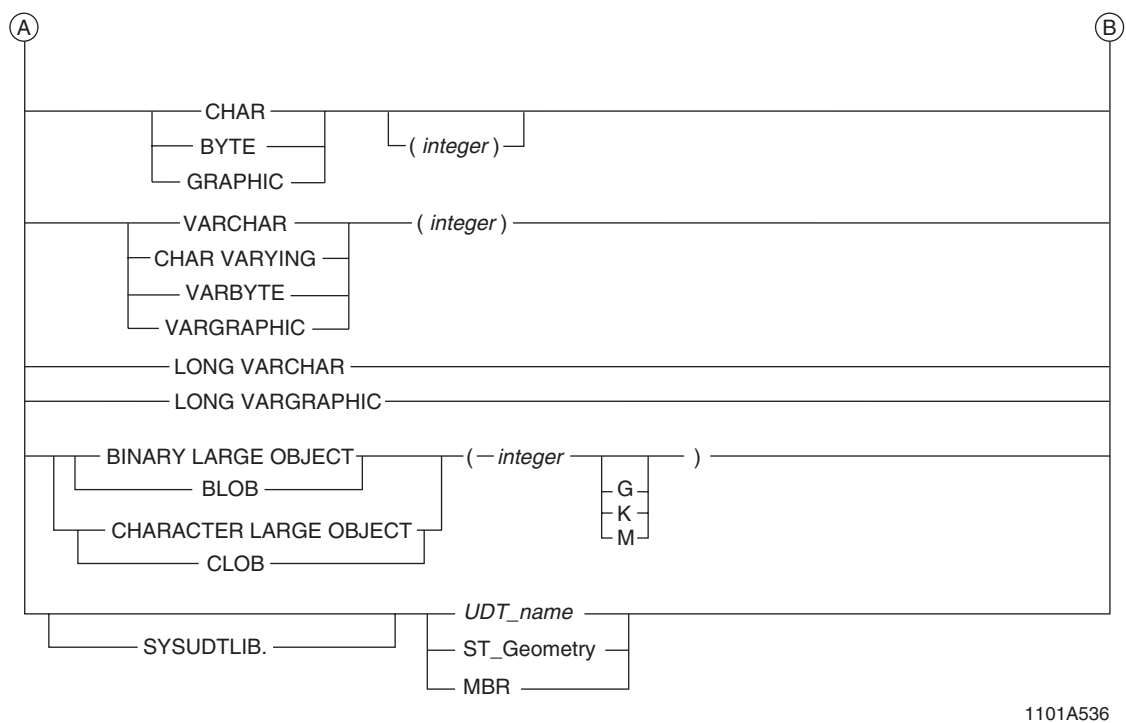 A B
CHAR
BYTE ( integer )
GRAPHIC
VARCHAR ( integer )
CHAR VARYING
VARBYTE
VARGRAPHIC
LONG VARCHAR
LONG VARGRAPHIC
BINARY LARGE OBJECT ( integer )
BLOB G
K
CHARACTER LARGE OBJECT M
CLOB
UDT_name
SYSUDTLIB. ST_Geometry
MBR
1101A536